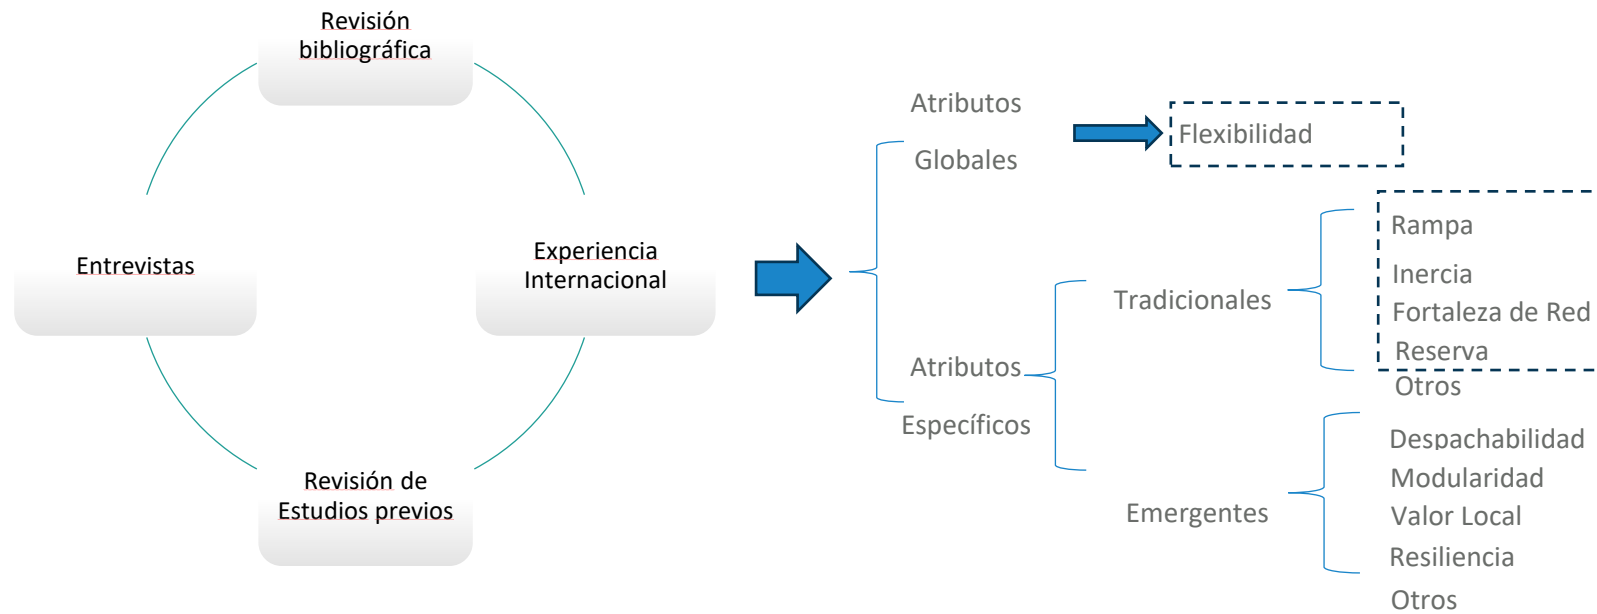 Revisión
bibliográfica
Entrevistas
Experiencia
Internacional
Revisión de
Estudios previos
Atributos
Globales
Flexibilidad
Atributos
Específicos
Tradicionales
Rampa
Inercia
Fortaleza de Red
Reserva
Otros
Emergentes
Despachabilidad
Modularidad
Valor Local
Resiliencia
Otros